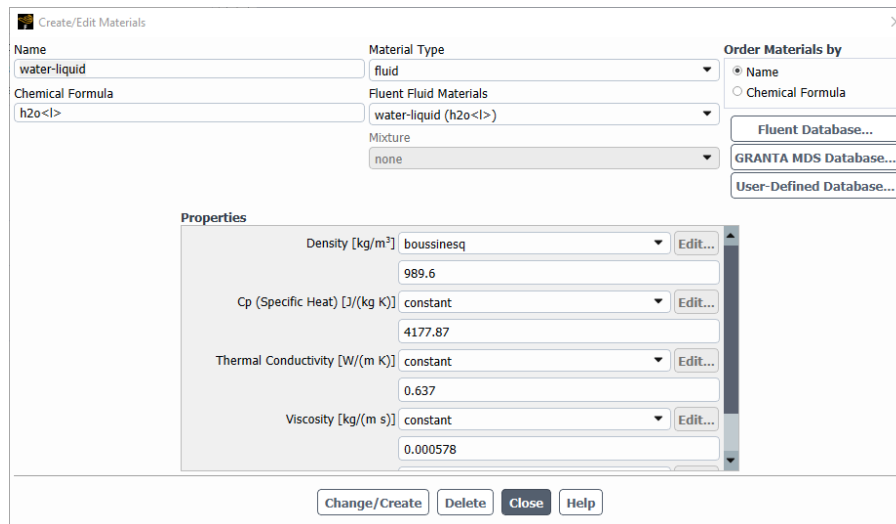 Create/Edit Materials
Name
water-liquid
Chemical Formula
h2o<l>
Material Type
fluid
Fluent Fluid Materials
water-liquid (h2o<l>)
Mixture
none
Order Materials by
Name
Chemical Formula
Fluent Database...
GRANTA MDS Database...
User-Defined Database...
Properties
Density [kg/m³] boussinesq Edit...
989.6
Cp (Specific Heat) [J/(kg K)] constant Edit...
4177.87
Thermal Conductivity [W/(m K)] constant Edit...
0.637
Viscosity [kg/(m s)] constant Edit...
0.000578
Change/Create Delete Close Help